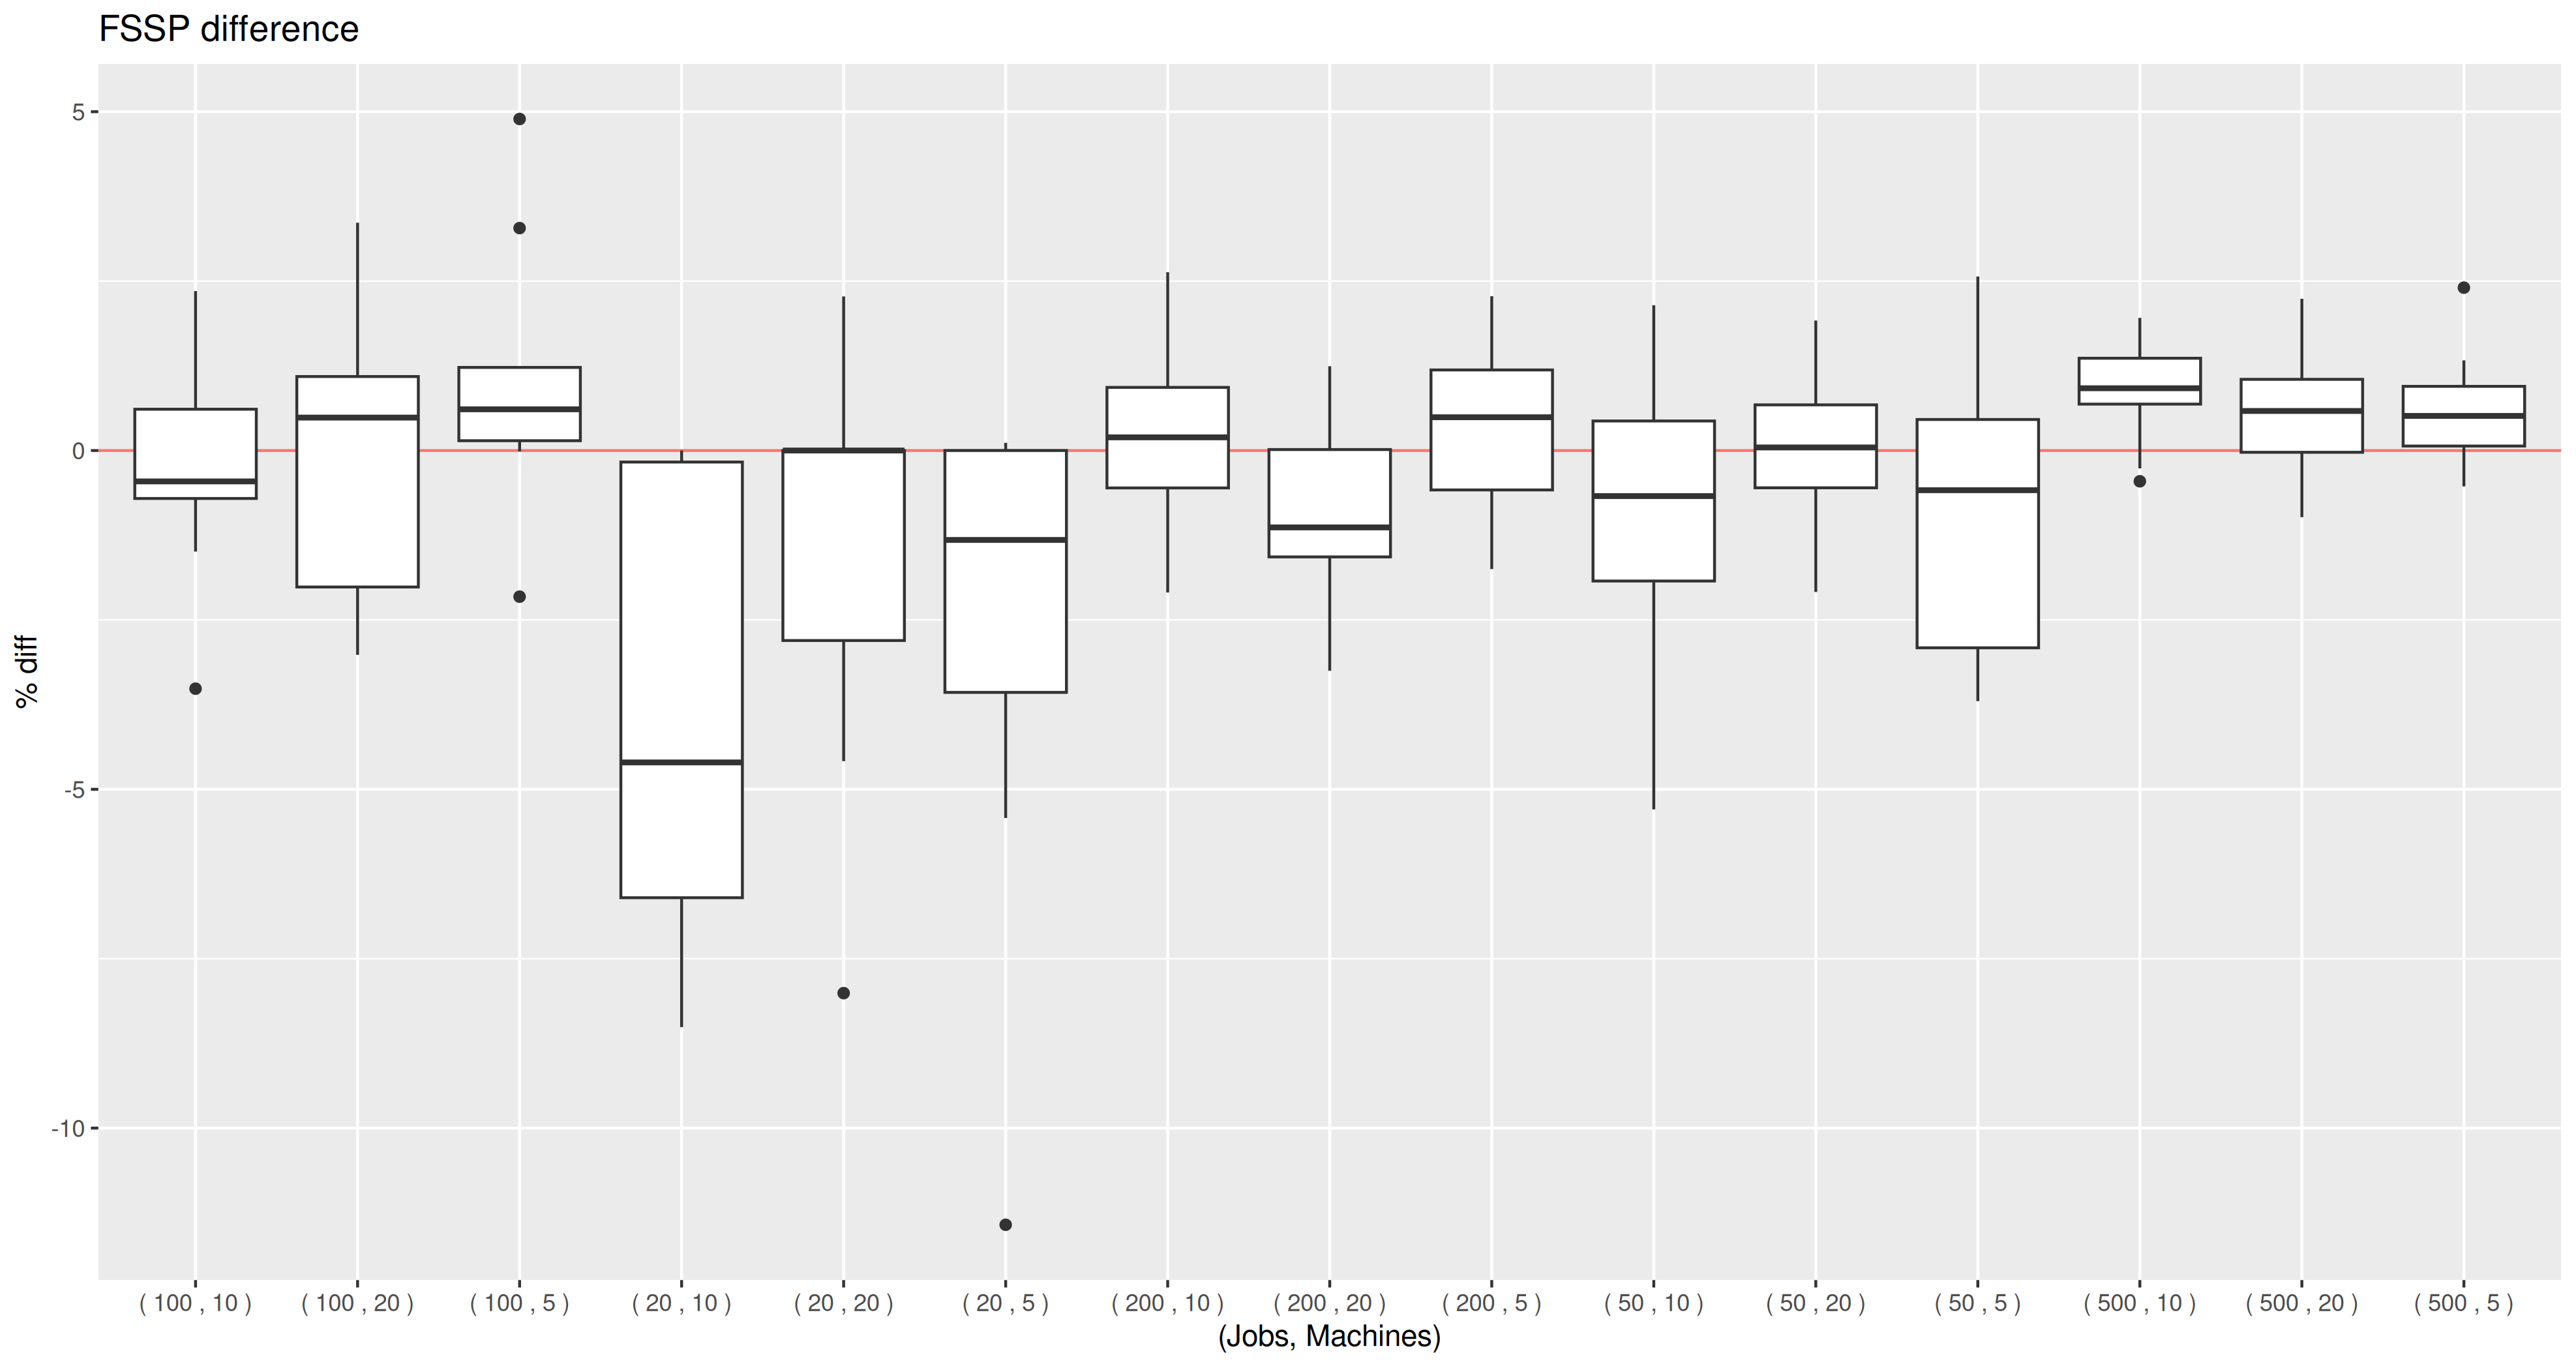 FSSP difference
5
0
-5
-10
% diff
( 100 , 10 ) ( 100 , 20 ) ( 100 , 5 ) ( 20 , 10 ) ( 20 , 20 ) ( 20 , 5 ) ( 200 , 10 ) ( 200 , 20 ) ( 200 , 5 ) ( 50 , 10 ) ( 50 , 20 ) ( 50 , 5 ) ( 500 , 10 ) ( 500 , 20 ) ( 500 , 5 )
(Jobs, Machines)